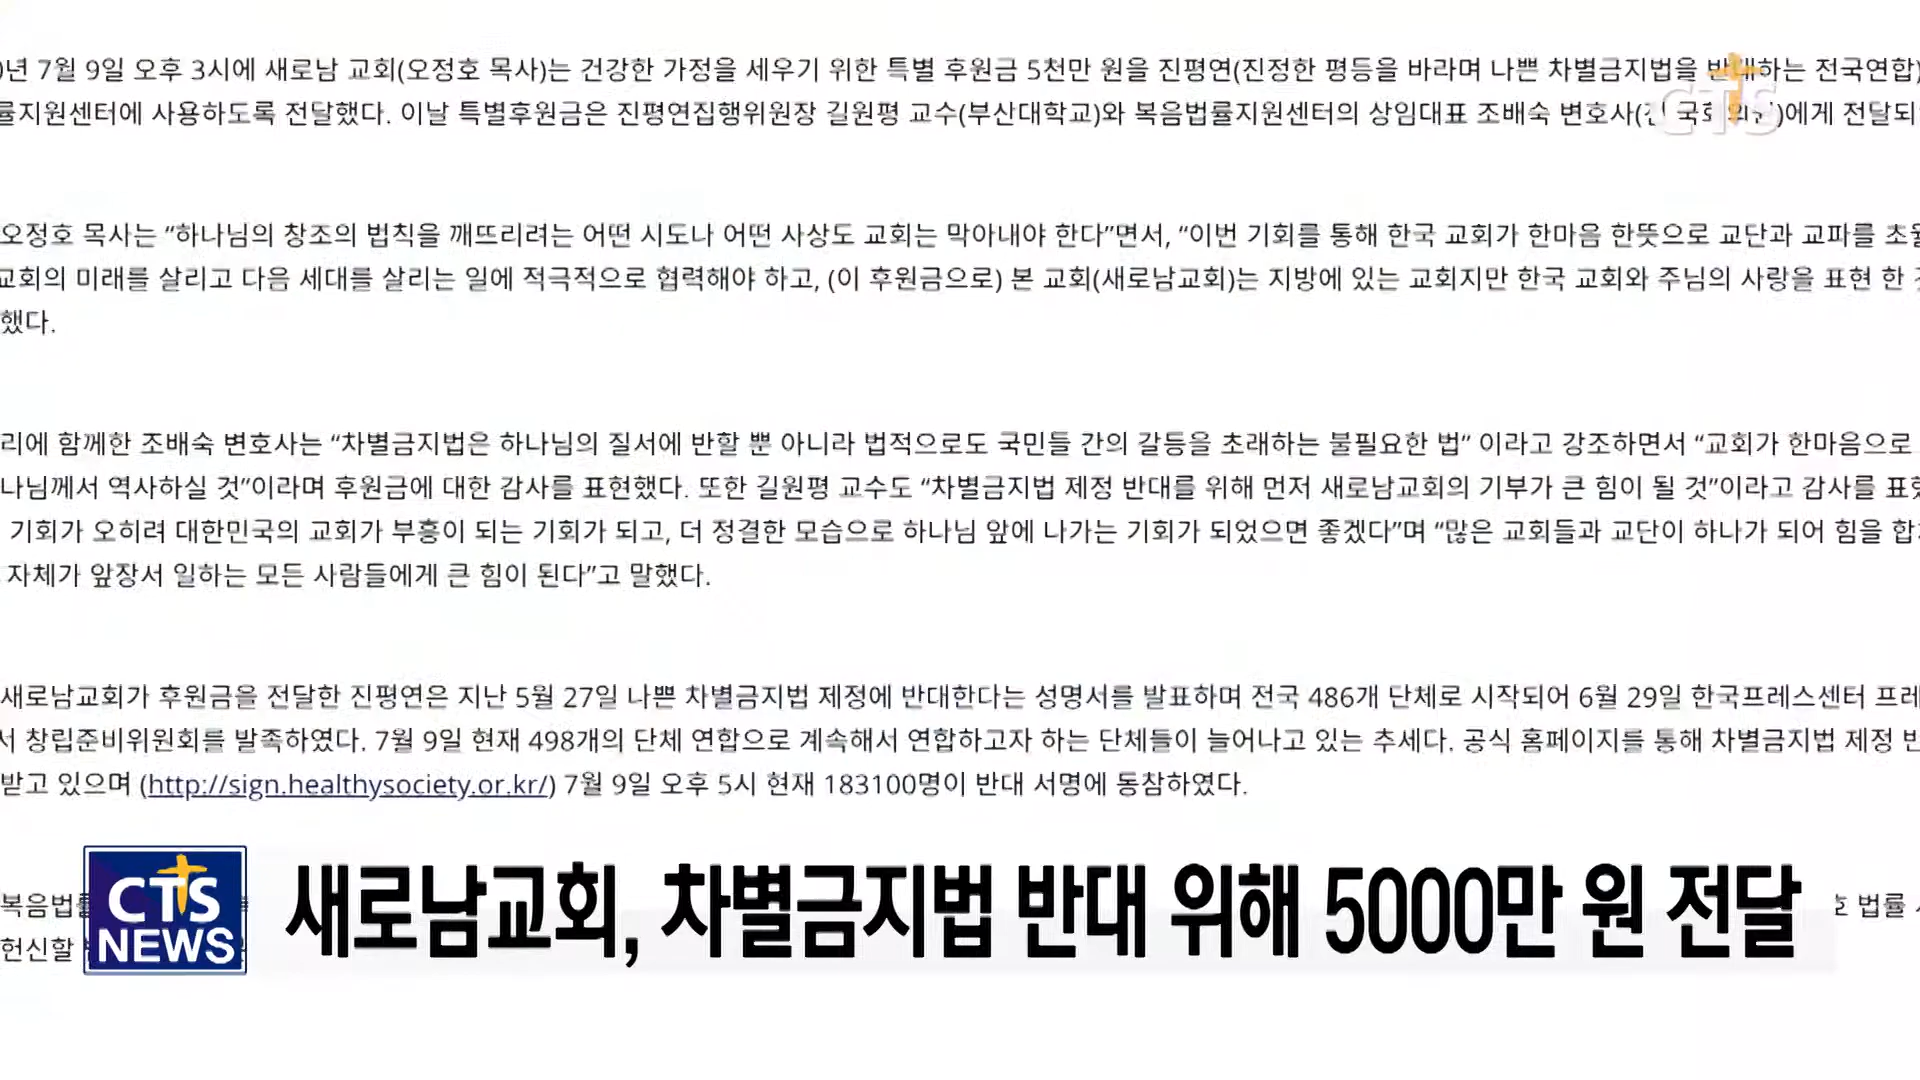 년 7월 9일 오후 3시에 새로남 교회(오정호 목사)는 건강한 가정을 세우기 위한 특별 후원금 5천만 원을 진평연(진정한 평등을 바라며 나쁜 차별금지법을 반대하는 전국연합)
률지원센터에 사용하도록 전달했다. 이날 특별후원금은 진평연집행위원장 길원평 교수(부산대학교)와 복음법률지원센터의 상임대표 조배숙 변호사(전 국회의원)에게 전달되
CTS
오정호 목사는 “하나님의 창조의 법칙을 깨뜨리려는 어떤 시도나 어떤 사상도 교회는 막아내야 한다”면서, “이번 기회를 통해 한국 교회가 한마음 한뜻으로 교단과 교파를 초월
교회의 미래를 살리고 다음 세대를 살리는 일에 적극적으로 협력해야 하고, (이 후원금으로) 본 교회(새로남교회)는 지방에 있는 교회지만 한국 교회와 주님의 사랑을 표현 한
했다.
리에 함께한 조배숙 변호사는 “차별금지법은 하나님의 질서에 반할 뿐 아니라 법적으로도 국민들 간의 갈등을 초래하는 불필요한 법” 이라고 강조하면서 “교회가 한마음으로
나님께서 역사하실 것”이라며 후원금에 대한 감사를 표현했다. 또한 길원평 교수도 “차별금지법 제정 반대를 위해 먼저 새로남교회의 기부가 큰 힘이 될 것”이라고 감사를 표현
기회가 오히려 대한민국의 교회가 부흥이 되는 기회가 되고, 더 정결한 모습으로 하나님 앞에 나가는 기회가 되었으면 좋겠다”며 “많은 교회들과 교단이 하나가 되어 힘을 합
자체가 앞장서 일하는 모든 사람들에게 큰 힘이 된다”고 말했다.
새로남교회가 후원금을 전달한 진평연은 지난 5월 27일 나쁜 차별금지법 제정에 반대한다는 성명서를 발표하며 전국 486개 단체로 시작되어 6월 29일 한국프레스센터 프레
서 창립준비위원회를 발족하였다. 7월 9일 현재 498개의 단체 연합으로 계속해서 연합하고자 하는 단체들이 늘어나고 있는 추세다. 공식 홈페이지를 통해 차별금지법 제정 반
받고 있으며 (http://sign.healthysociety.or.kr/) 7월 9일 오후 5시 현재 183100명이 반대 서명에 동참하였다.
복음법률
호 법률
헌신할
CTS
NEWS
새로남교회, 차별금지법 반대 위해 5000만 원 전달